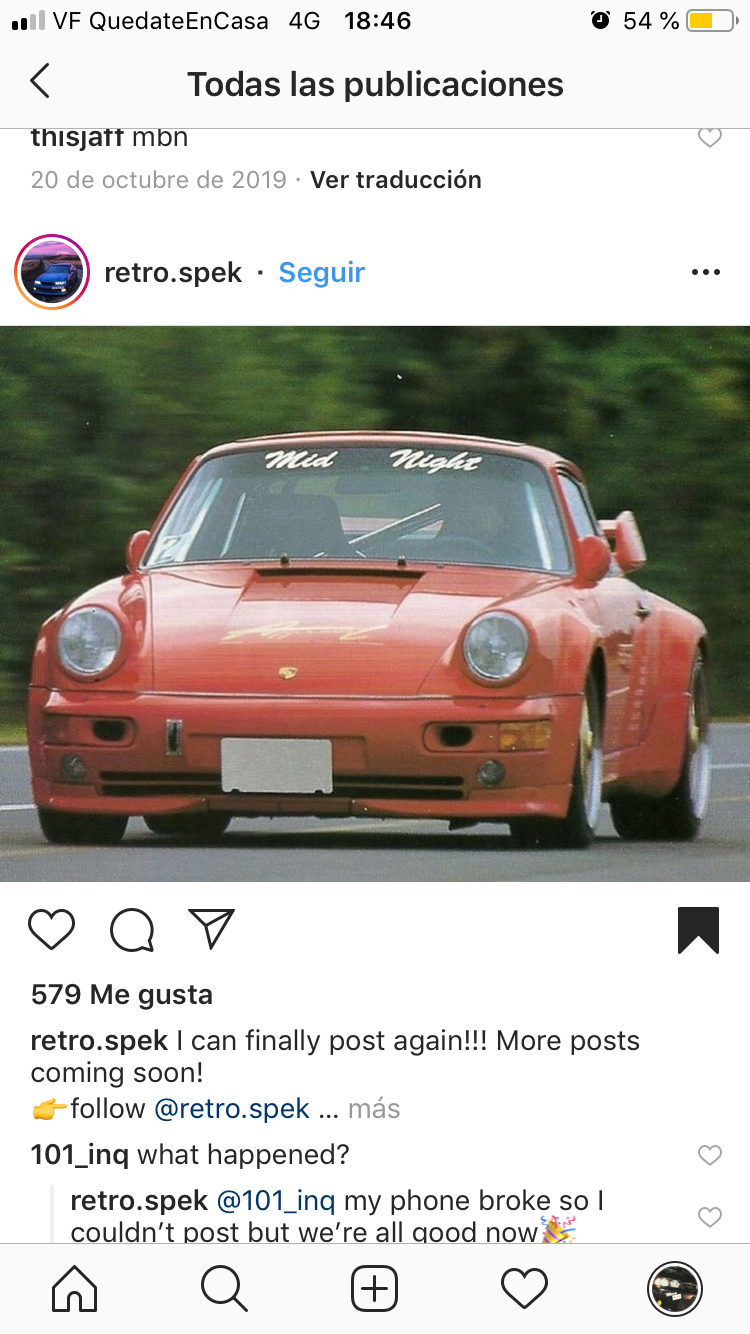 VF QuedateEnCasa 4G 18:46 54 %
Todas las publicaciones
thisjaff mbn
20 de octubre de 2019 · Ver traducción
retro.spek · Seguir
Mid Night
579 Me gusta
retro.spek I can finally post again!!! More posts
coming soon!
👉follow @retro.spek ... más
101_inq what happened?
retro.spek @101_inq my phone broke so I
couldn't post but we're all good now🎉